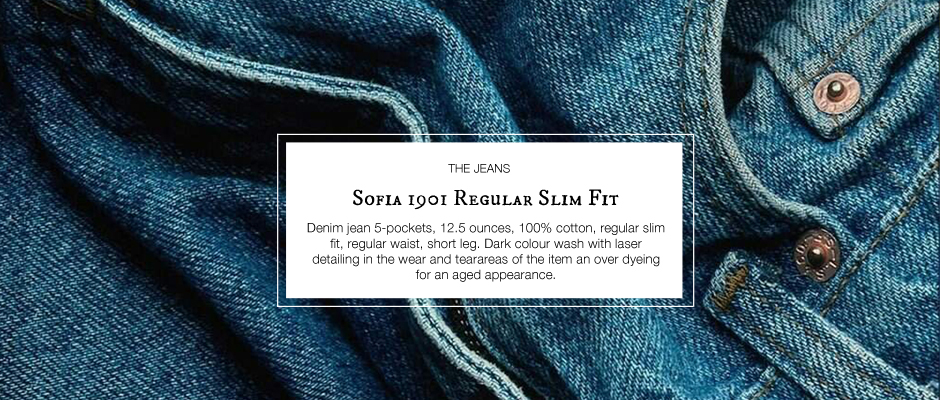 THE JEANS
Sofia 1901 Regular Slim Fit
Denim jean 5-pockets, 12.5 ounces, 100% cotton, regular slim
fit, regular waist, short leg. Dark colour wash with laser
detailing in the wear and tearareas of the item an over dyeing
for an aged appearance.